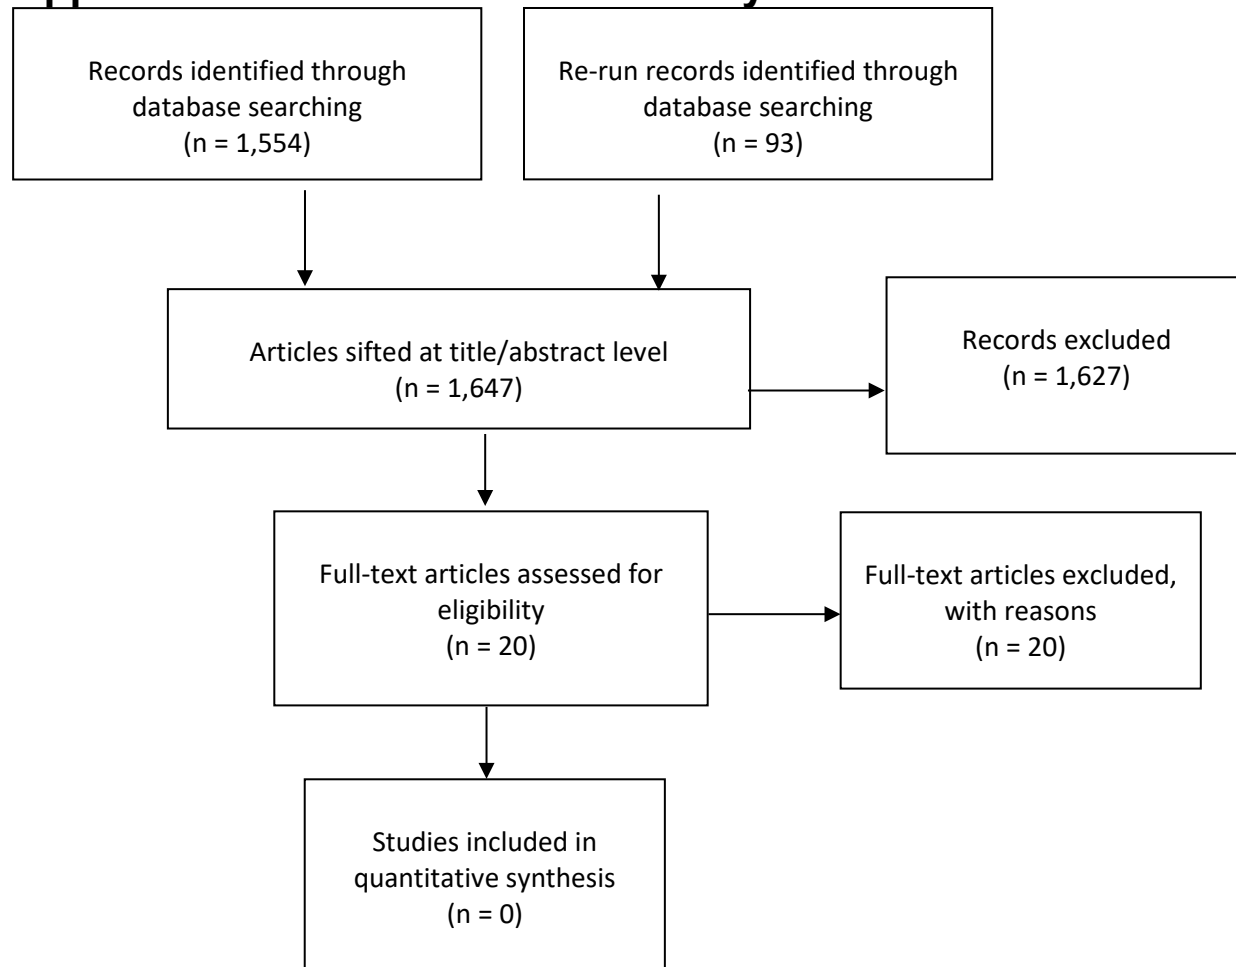 Records identified through
database searching
(n = 1,554)
Re-run records identified through
database searching
(n = 93)
Articles sifted at title/abstract level
(n = 1,647)
Records excluded
(n = 1,627)
Full-text articles assessed for
eligibility
(n = 20)
Full-text articles excluded,
with reasons
(n = 20)
Studies included in
quantitative synthesis
(n = 0)